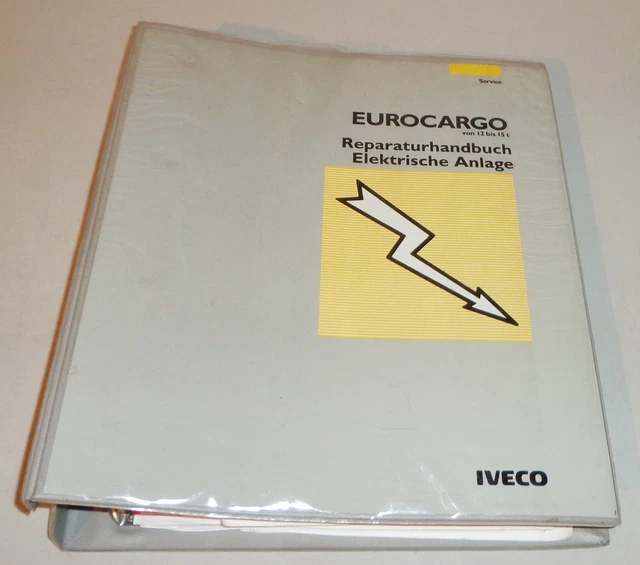 Service
EUROCARGO
von 12 bis 15 t
Reparaturhandbuch
Elektrische Anlage
IVECO